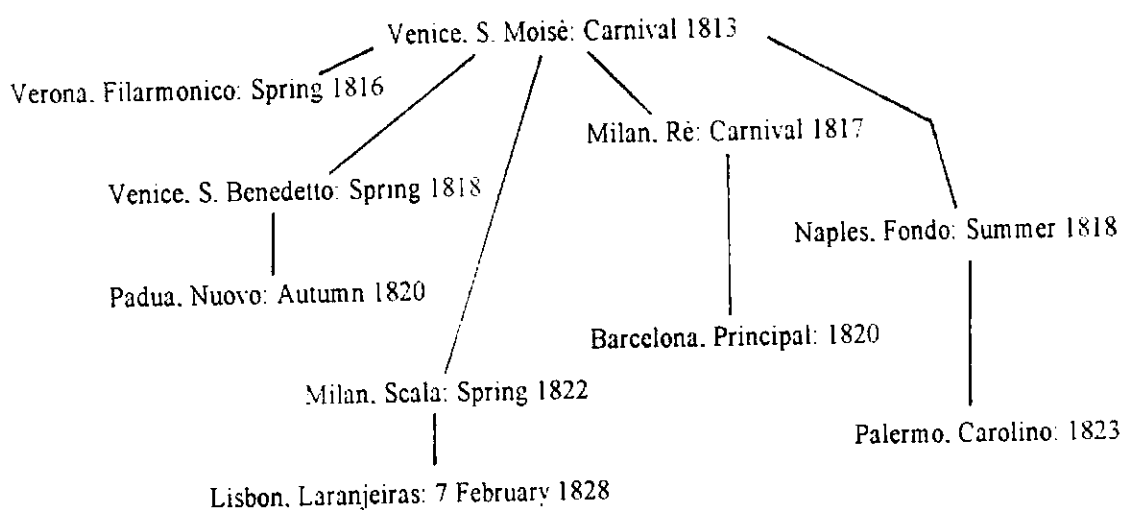 Venice. S. Moisè: Carnival 1813
Verona. Filarmonico: Spring 1816
Milan. Rè: Carnival 1817
Venice. S. Benedetto: Spring 1818
Naples. Fondo: Summer 1818
Padua. Nuovo: Autumn 1820
Barcelona. Principal: 1820
Milan. Scala: Spring 1822
Palermo. Carolino: 1823
Lisbon. Laranjeiras: 7 February 1828